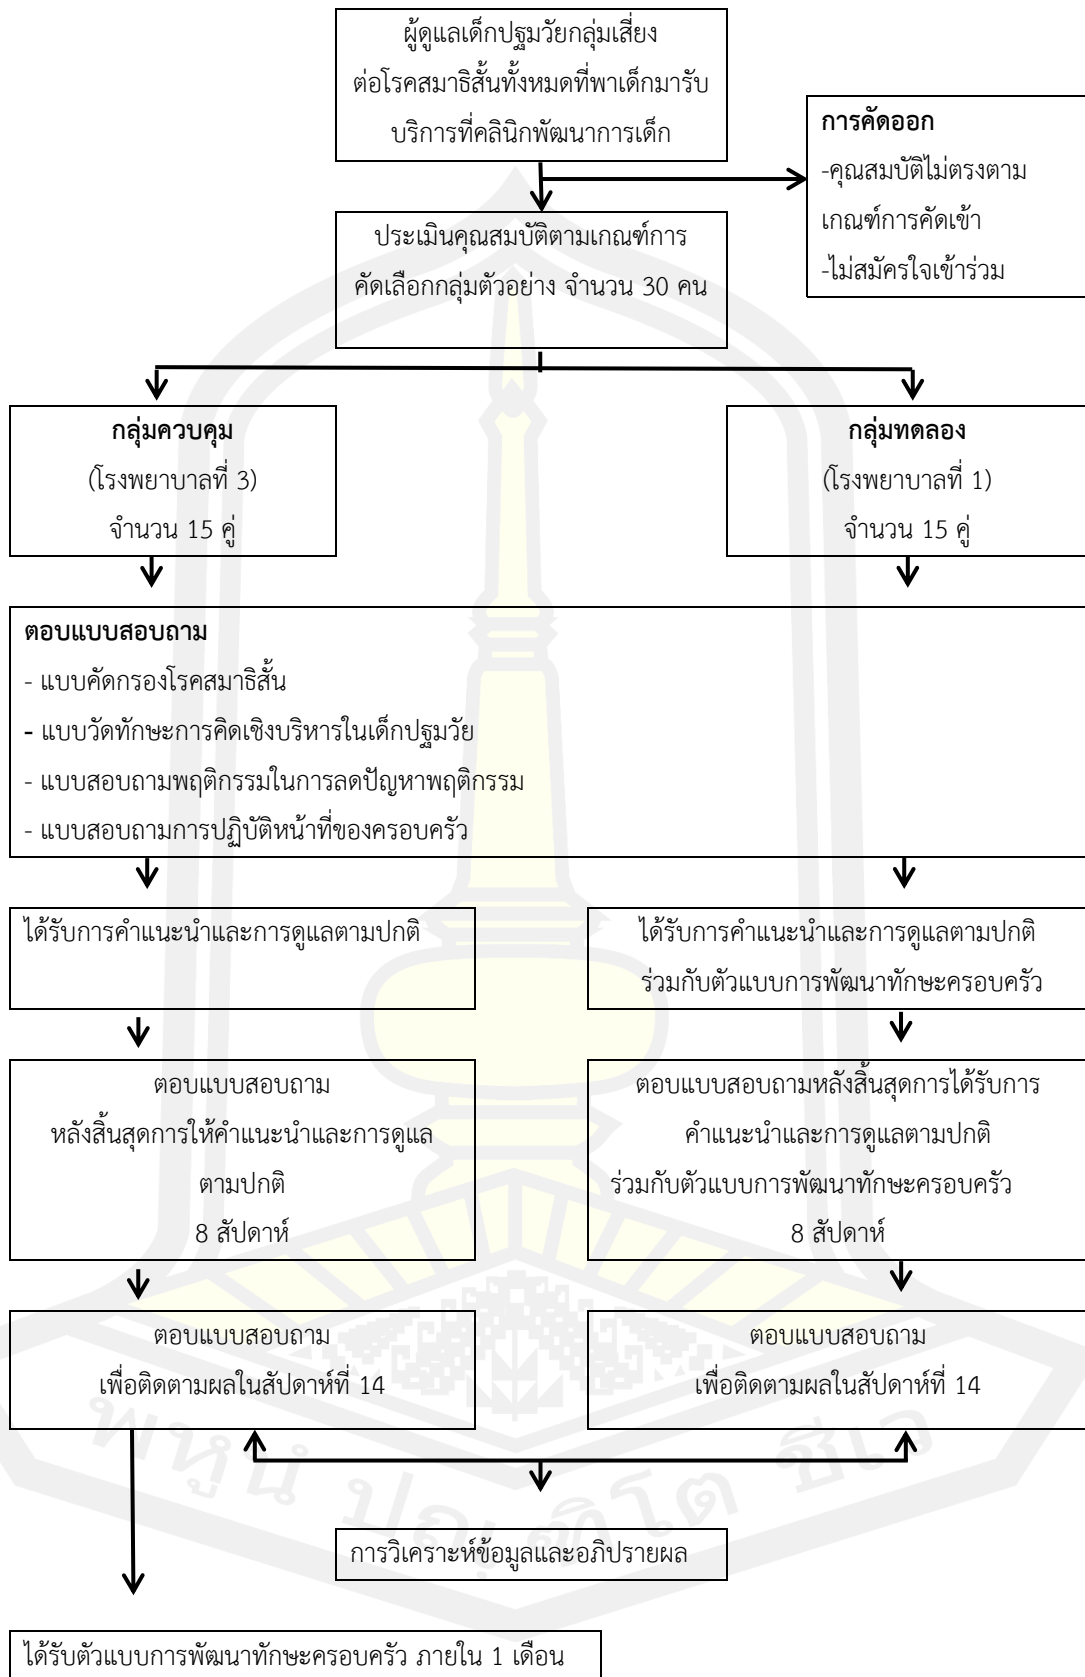 ผู้ดูแลเด็กปฐมวัยกลุ่มเสี่ยง
ต่อโรคสมาธิสั้นทั้งหมดที่พาเด็กมารับ
บริการที่คลินิกพัฒนาการเด็ก
การคัดออก
-คุณสมบัติไม่ตรงตาม
เกณฑ์การคัดเข้า
-ไม่สมัครใจเข้าร่วม
ประเมินคุณสมบัติตามเกณฑ์การ
คัดเลือกกลุ่มตัวอย่าง จำนวน 30 คน
กลุ่มควบคุม
(โรงพยาบาลที่ 3)
จำนวน 15 คู่
กลุ่มทดลอง
(โรงพยาบาลที่ 1)
จำนวน 15 คู่
ตอบแบบสอบถาม
- แบบคัดกรองโรคสมาธิสั้น
- แบบวัดทักษะการคิดเชิงบริหารในเด็กปฐมวัย
- แบบสอบถามพฤติกรรมในการลดปัญหาพฤติกรรม
- แบบสอบถามการปฏิบัติหน้าที่ของครอบครัว
ได้รับการคำแนะนำและการดูแลตามปกติ
ได้รับการคำแนะนำและการดูแลตามปกติ
ร่วมกับตัวแบบการพัฒนาทักษะครอบครัว
ตอบแบบสอบถาม
หลังสิ้นสุดการให้คำแนะนำและการดูแล
ตามปกติ
8 สัปดาห์
ตอบแบบสอบถามหลังสิ้นสุดการได้รับการ
คำแนะนำและการดูแลตามปกติ
ร่วมกับตัวแบบการพัฒนาทักษะครอบครัว
8 สัปดาห์
ตอบแบบสอบถาม
เพื่อติดตามผลในสัปดาห์ที่ 14
ตอบแบบสอบถาม
เพื่อติดตามผลในสัปดาห์ที่ 14
พหูนํ ปณฺฑิโต ชีเว
การวิเคราะห์ข้อมูลและอภิปรายผล
ได้รับตัวแบบการพัฒนาทักษะครอบครัว ภายใน 1 เดือน